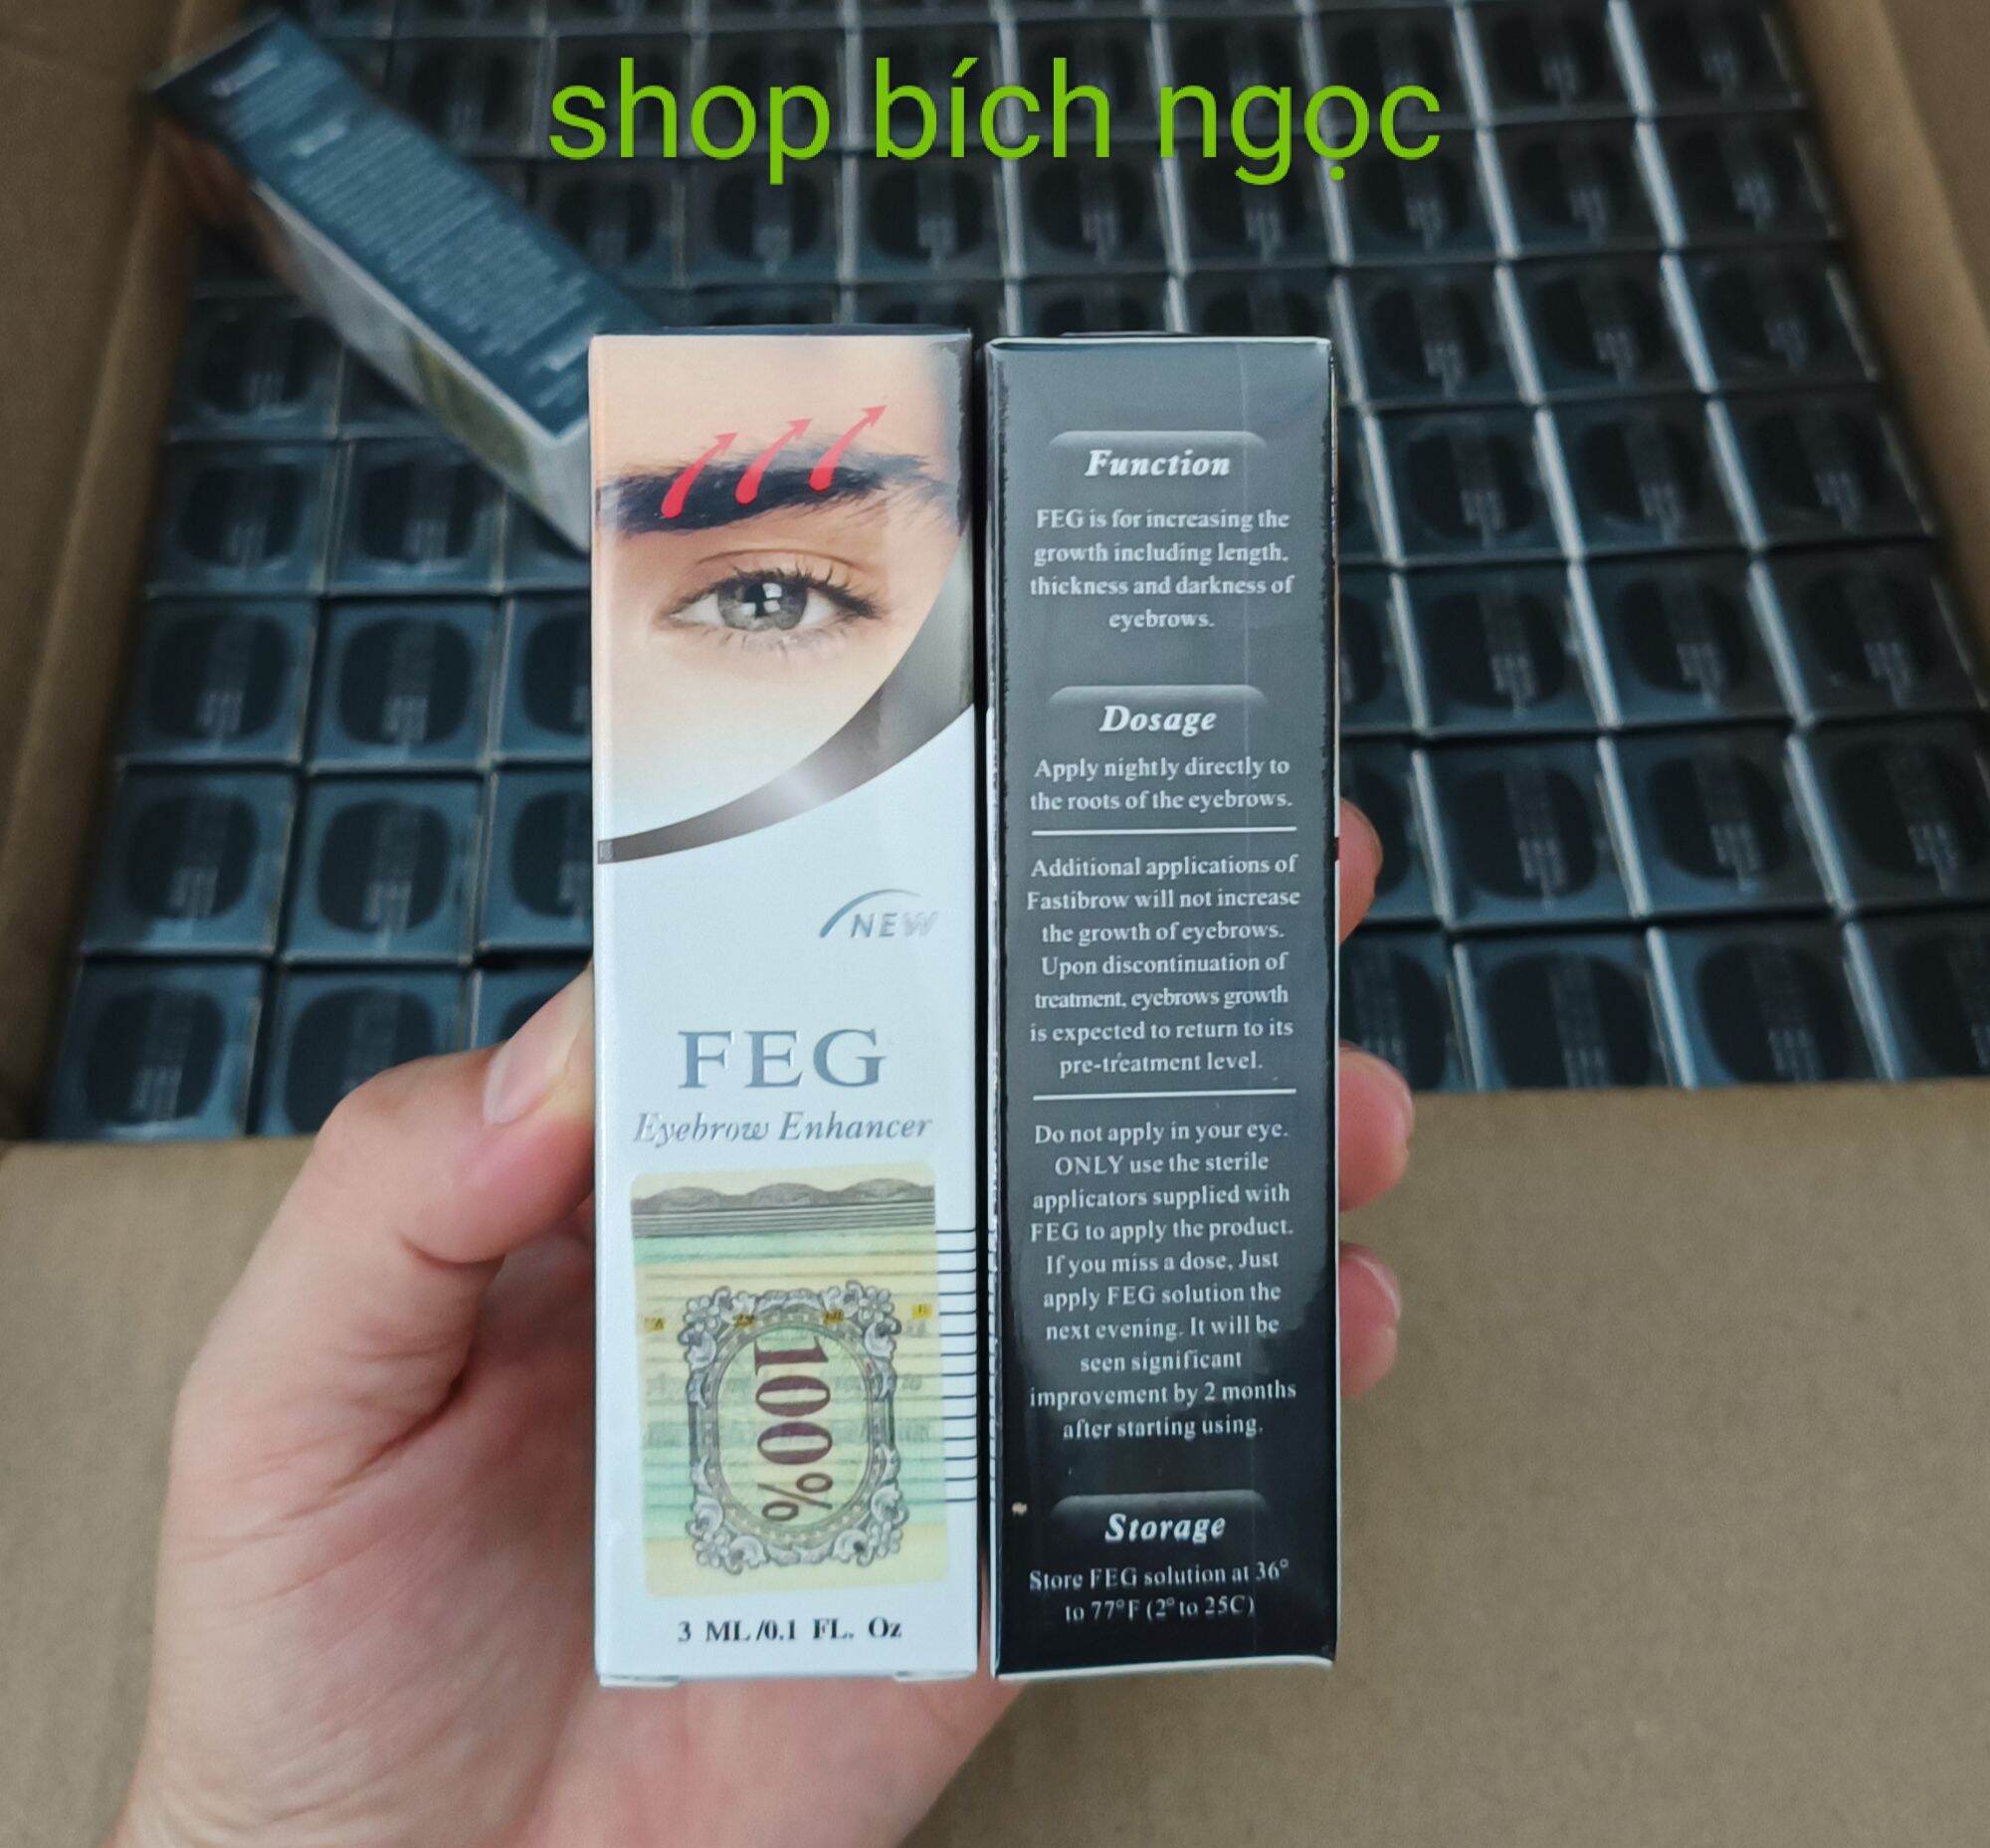 shop bích ngọc
NEW
FEG
Eyebrow Enhancer
100%
3 ML/0.1 FL. Oz
Function
FEG is for increasing the
growth including length,
thickness and darkness of
eyebrows.
Dosage
Apply nightly directly to
the roots of the eyebrows.
Additional applications of
Fastibrow will not increase
the growth of eyebrows.
Upon discontinuation of
treatment, eyebrows growth
is expected to return to its
pre-treatment level.
Do not apply in your eye.
ONLY use the sterile
applicators supplied with
FEG to apply the product.
If you miss a dose, Just
apply FEG solution the
next evening. It will be
seen significant
improvement by 2 months
after starting using.
Storage
Store FEG solution at 36°
to 77°F (2° to 25C)